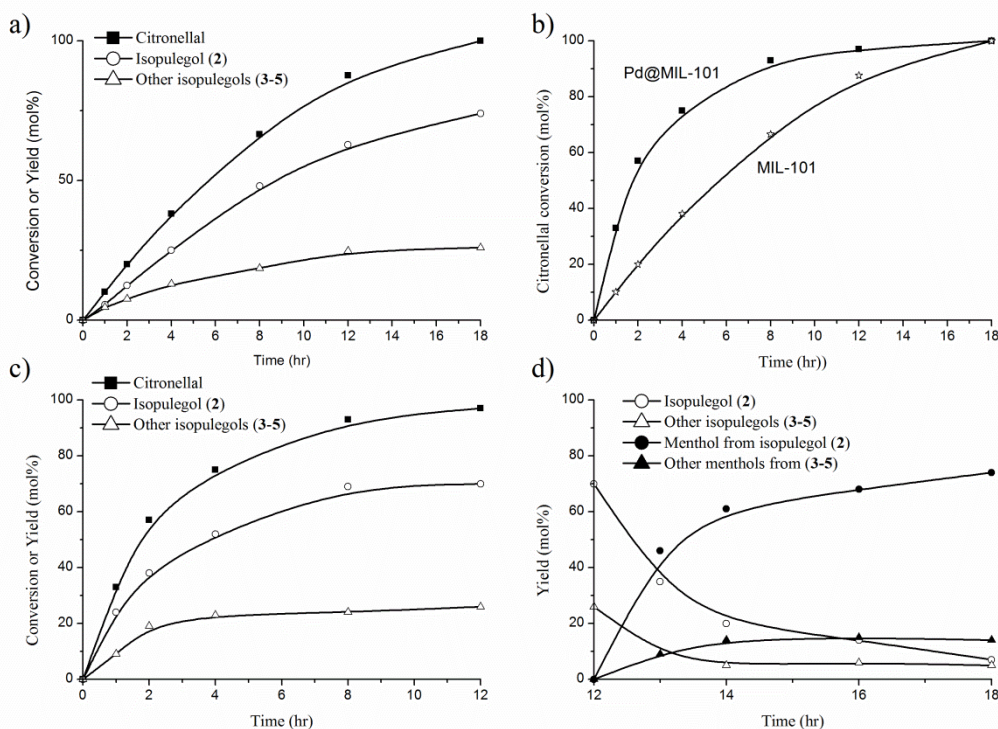 a)
Citronellal
Isopulegol (2)
Other isopulegols (3-5)
Conversion or Yield (mol%)
100
50
0
0 2 4 6 8 10 12 14 16 18
Time (hr)
b)
Pd@MIL-101
MIL-101
Citronellal conversion (mol%)
100
80
60
40
20
0
0 2 4 6 8 10 12 14 16 18
Time (hr))
c)
Citronellal
Isopulegol (2)
Other isopulegols (3-5)
Conversion or Yield (mol%)
100
80
60
40
20
0
0 2 4 6 8 10 12
Time (hr)
d)
Isopulegol (2)
Other isopulegols (3-5)
Menthol from isopulegol (2)
Other menthols from (3-5)
Yield (mol%)
100
80
60
40
20
0
12 14 16 18
Time (hr)